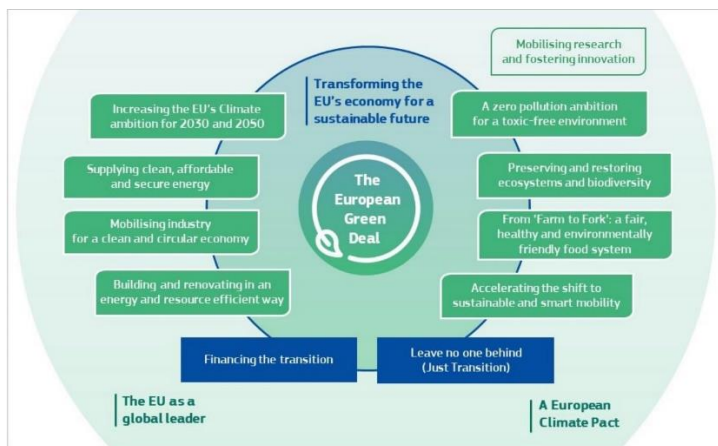 Mobilising research
and fostering innovation
Transforming the
EU's economy for a
sustainable future
Increasing the EU's Climate
ambition for 2030 and 2050
A zero pollution ambition
for a toxic-free environment
Supplying clean, affordable
and secure energy
Preserving and restoring
ecosystems and biodiversity
The
European
Green
Deal
Mobilising industry
for a clean and circular economy
From 'Farm to Fork': a fair,
healthy and environmentally
friendly food system
Building and renovating in an
energy and resource efficient way
Accelerating the shift to
sustainable and smart mobility
Financing the transition
Leave no one behind
(Just Transition)
The EU as a
global leader
A European
Climate Pact